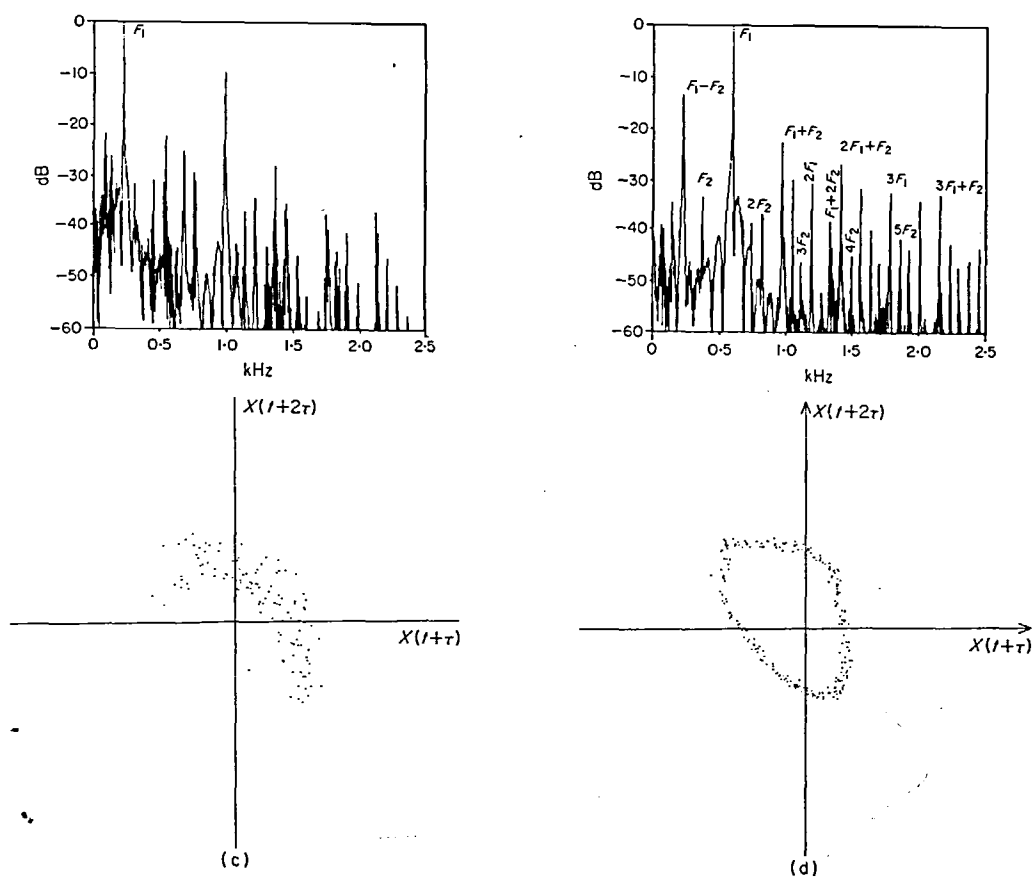 0
-10
-20
-30
-40
-50
-60
dB
F₁
0 0·5 1·0 1·5 2·0 2·5
kHz
0
-10
-20
-30
-40
-50
-60
dB
F₁
F₁-F₂
F₂
2F₂
F₁+F₂
3F₂
2F₁
F₁+2F₂
2F₁+F₂
4F₂
3F₁
5F₂
3F₁+F₂
0 0·5 1·0 1·5 2·0 2·5
kHz
X(t+2τ)
X(t+τ)
(c)
X(t+2τ)
X(t+τ)
(d)